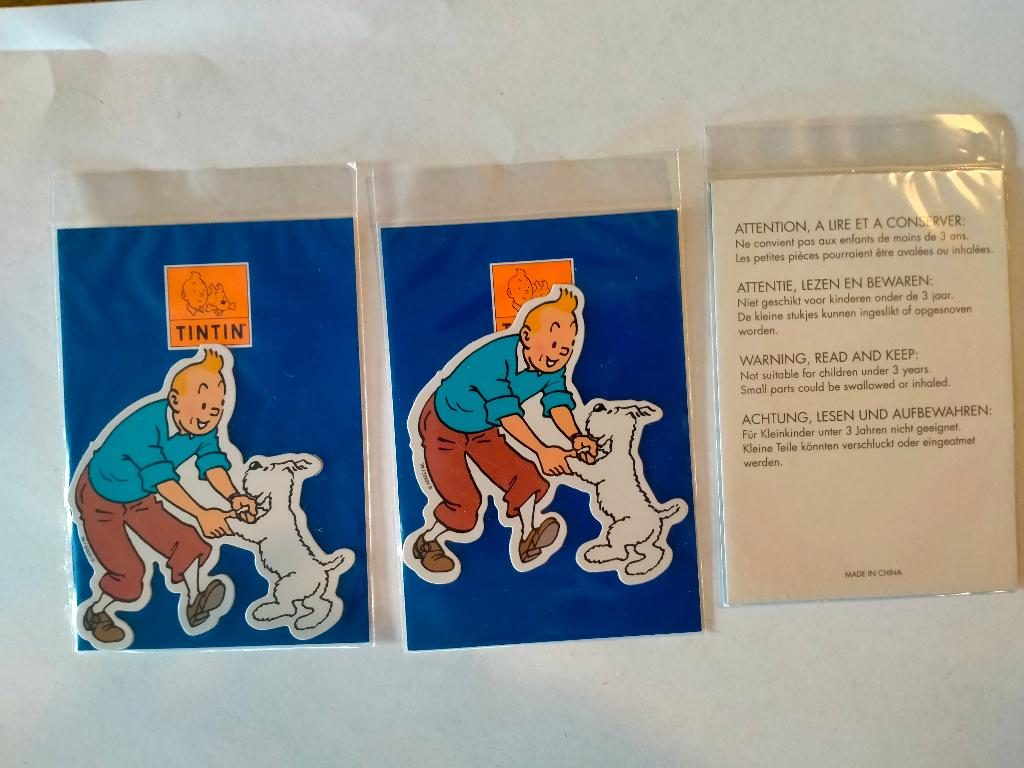 TINTIN
ATTENTION, A LIRE ET A CONSERVER:
Ne convient pas aux enfants de moins de 3 ans.
Les petites pièces pourraient être avalées ou inhalées.
ATTENTIE, LEZEN EN BEWAREN:
Niet geschikt voor kinderen onder de 3 jaar.
De kleine stukjes kunnen ingeslikt of opgesnoven
worden.
WARNING, READ AND KEEP:
Not suitable for children under 3 years.
Small parts could be swallowed or inhaled.
ACHTUNG, LESEN UND AUFBEWAHREN:
Für Kleinkinder unter 3 Jahren nicht geeignet.
Kleine Teile könnten verschluckt oder eingeatmet
werden.
MADE IN CHINA